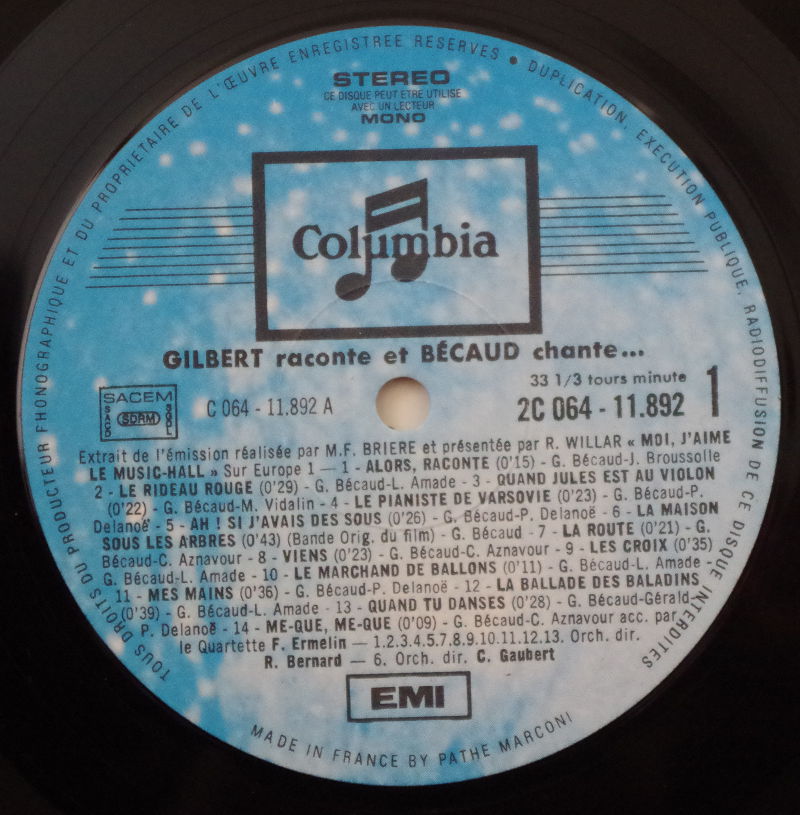 TOUS DROITS DU PRODUCTEUR PHONOGRAPHIQUE ET DU PROPRIETAIRE DE L'ŒUVRE ENREGISTREE RESERVES • DUPLICATION, EXECUTION PUBLIQUE, RADIODIFFUSION DE CE DISQUE INTERDITES
STEREO
CE DISQUE PEUT ETRE UTILISE
AVEC UN LECTEUR
MONO
Columbia
GILBERT raconte et BÉCAUD chante...
SACEM
SACD
SDRM
SGDL
C 064 - 11.892 A
33 1/3 tours minute
2C 064 - 11.892
1
Extrait de l'émission réalisée par M.F. BRIERE et présentée par R. WILLAR « MOI, J'AIME
LE MUSIC-HALL » Sur Europe 1 — 1 - ALORS, RACONTE (0'15) - G. Bécaud-J. Broussolle
2 - LE RIDEAU ROUGE (0'29) - G. Bécaud-L. Amade - 3 - QUAND JULES EST AU VIOLON
(0'22) - G. Bécaud-M. Vidalin - 4 - LE PIANISTE DE VARSOVIE (0'23) - G. Bécaud-P.
Delanoë - 5 - AH ! SI J'AVAIS DES SOUS (0'26) - G. Bécaud-P. Delanoë - 6 - LA MAISON
SOUS LES ARBRES (0'43) (Bande Orig. du film) - G. Bécaud - 7 - LA ROUTE (0'21) - G.
Bécaud-C. Aznavour - 8 - VIENS (0'23) - G. Bécaud-C. Aznavour - 9 - LES CROIX (0'35)
G. Bécaud-L. Amade - 10 - LE MARCHAND DE BALLONS (0'11) - G. Bécaud-L. Amade -
11 - MES MAINS (0'36) - G. Bécaud-P. Delanoë - 12 - LA BALLADE DES BALADINS
(0'39) - G. Bécaud-L. Amade - 13 - QUAND TU DANSES (0'28) - G. Bécaud-Gérald-
P. Delanoë - 14 - ME-QUE, ME-QUE (0'09) - G. Bécaud-C. Aznavour acc. par
le Quartette F. Ermelin — 1.2.3.4.5.7.8.9.10.11.12.13. Orch. dir.
R. Bernard — 6. Orch. dir. C. Gaubert
EMI
MADE IN FRANCE BY PATHE MARCONI